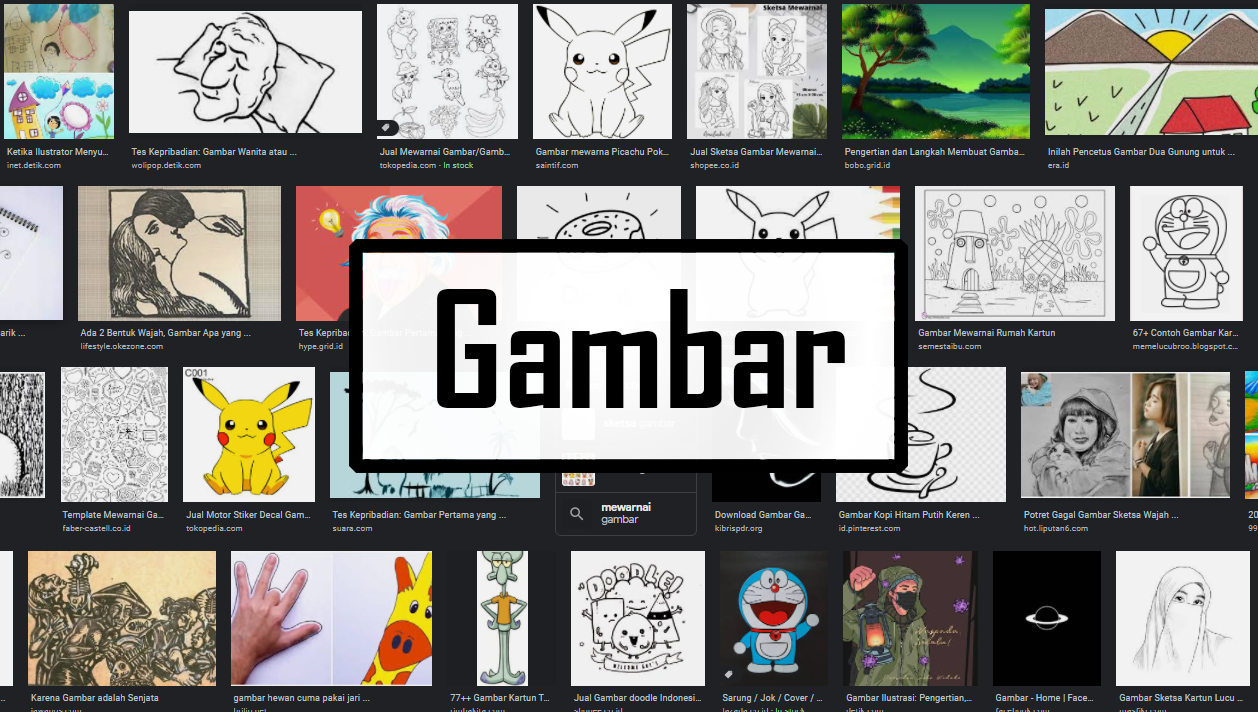 Sketsa Mewarnai
Ketika Ilustrator Menyu...
inet.detik.com
Tes Kepribadian: Gambar Wanita atau ...
wolipop.detik.com
Jual Mewarnai Gambar/Gamb...
tokopedia.com · In stock
Gambar mewarna Picachu Pok...
saintif.com
Jual Sketsa Gambar Mewarnai...
shopee.co.id
Pengertian dan Langkah Membuat Gamba...
bobo.grid.id
Inilah Pencetus Gambar Dua Gunung untuk ...
era.id
arik ...
Ada 2 Bentuk Wajah, Gambar Apa yang ...
lifestyle.okezone.com
Tes Kepribad
hype.grid.id
Gambar Mewarnai Rumah Kartun
semestaibu.com
67+ Contoh Gambar Kar...
memelucubroo.blogspot.c...
Gambar
C001
Template Mewarnai Ga...
faber-castell.co.id
Jual Motor Stiker Decal Gam...
tokopedia.com
Tes Kepribadian: Gambar Pertama yang ...
suara.com
mewarnai
gambar
Download Gambar Ga...
kibrispdr.org
Gambar Kopi Hitam Putih Keren ...
id.pinterest.com
Potret Gagal Gambar Sketsa Wajah ...
hot.liputan6.com
20
99
DOODLE!
WELCOME
Karena Gambar adalah Senjata
gambar hewan cuma pakai jari ...
77++ Gambar Kartun T...
Jual Gambar doodle Indonesi...
Sarung / Jok / Cover / ...
Gambar Ilustrasi: Pengertian,...
Gambar - Home | Face...
Gambar Sketsa Kartun Lucu ...